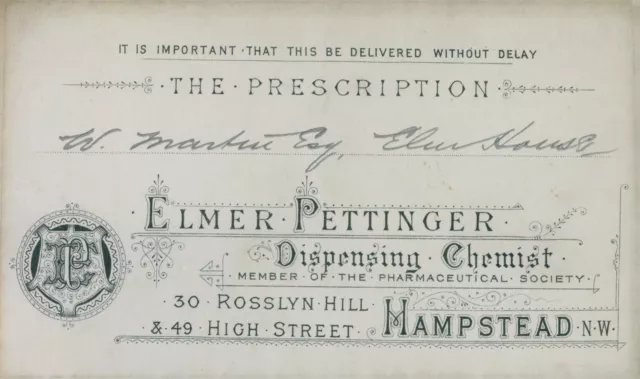 IT IS IMPORTANT · THAT THIS BE DELIVERED WITHOUT DELAY
· THE · PRESCRIPTION ·
W. Martin Esq, Elm House
· ELMER · PETTINGER ·
Dispensing · Chemist ·
· MEMBER · OF · THE · PHARMACEUTICAL · SOCIETY ·
· 30 · ROSSLYN · HILL ·
· & · 49 · HIGH · STREET · HAMPSTEAD · N·W·